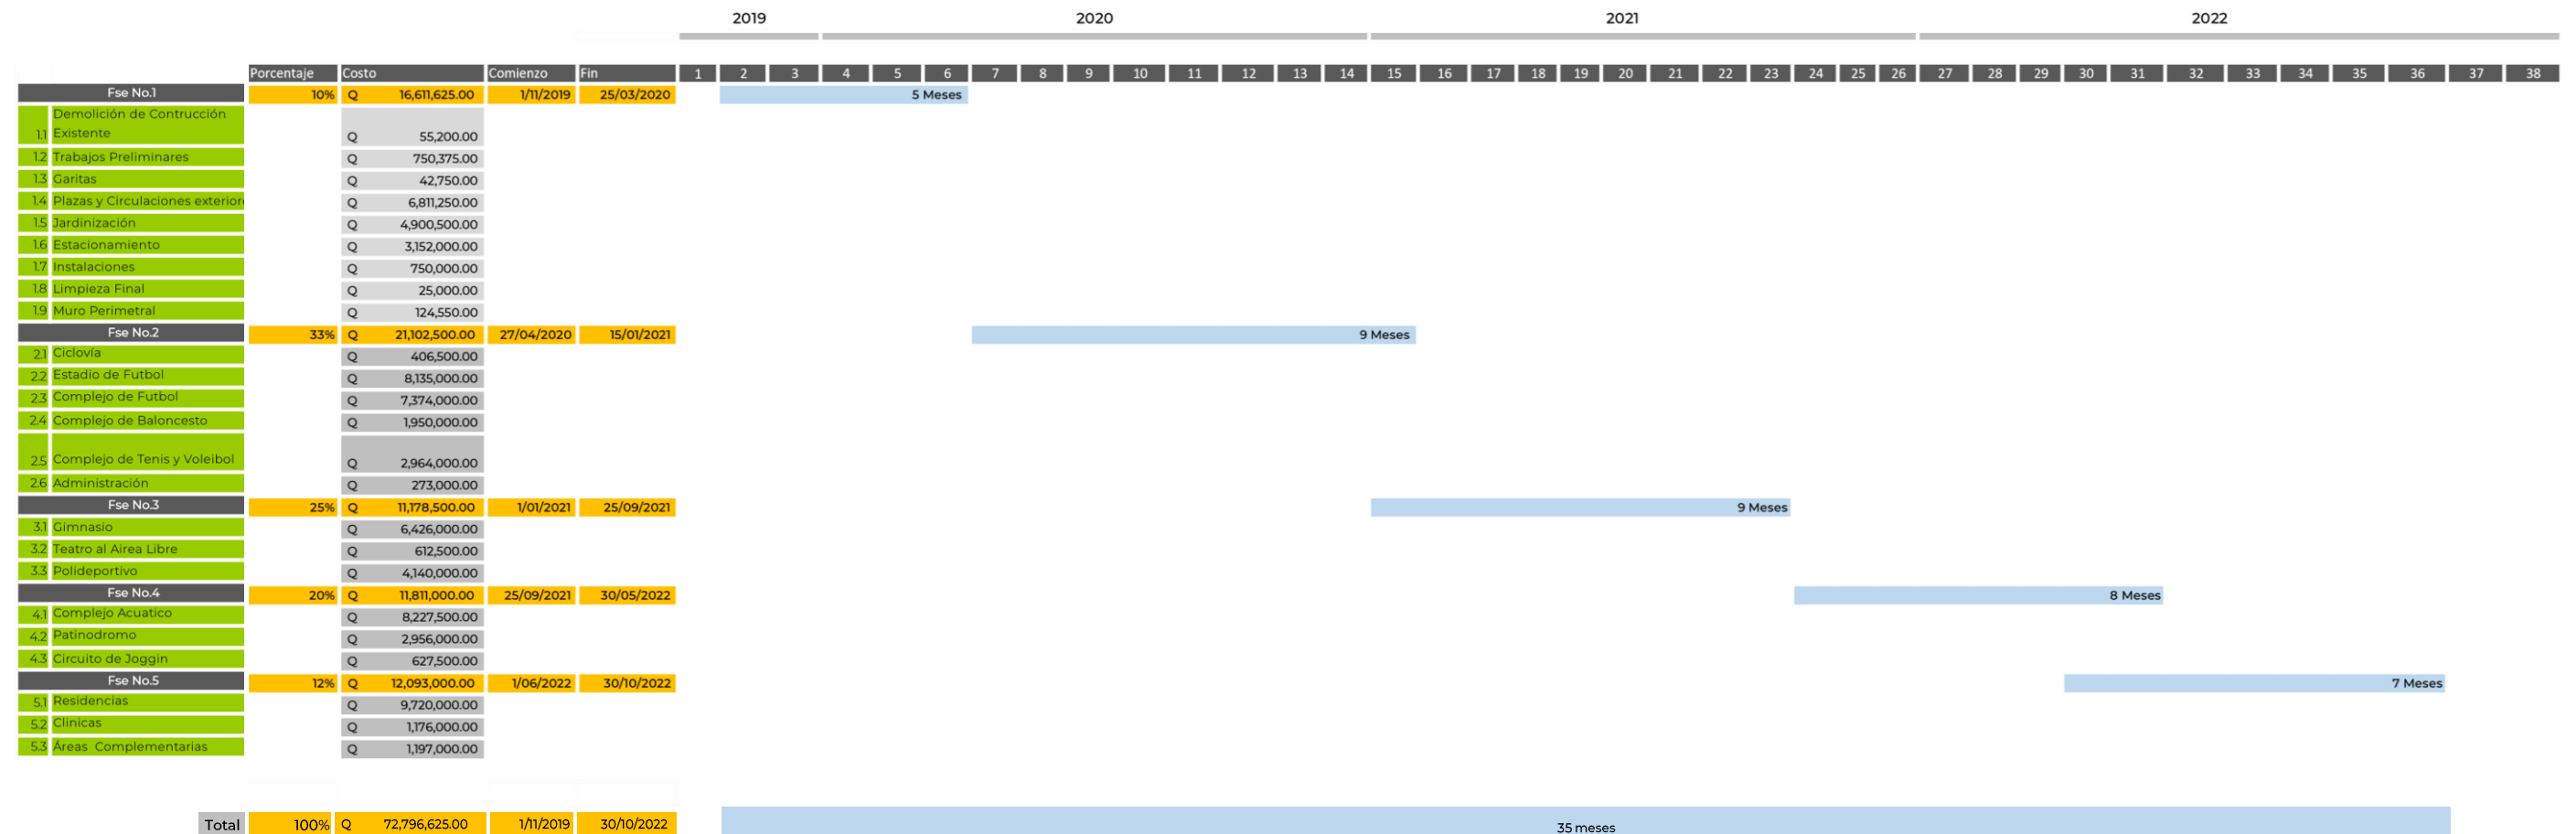 2019 2020 2021 2022
Porcentaje Costo Comienzo Fin 1 2 3 4 5 6 7 8 9 10 11 12 13 14 15 16 17 18 19 20 21 22 23 24 25 26 27 28 29 30 31 32 33 34 35 36 37 38
Fse No.1 10% Q 16,611,625.00 1/11/2019 25/03/2020 5 Meses
Demolición de Contrucción
1.1 Existente Q 55,200.00
1.2 Trabajos Preliminares Q 750,375.00
1.3 Garitas Q 42,750.00
1.4 Plazas y Circulaciones exterior Q 6,811,250.00
1.5 Jardinización Q 4,900,500.00
1.6 Estacionamiento Q 3,152,000.00
1.7 Instalaciones Q 750,000.00
1.8 Limpieza Final Q 25,000.00
1.9 Muro Perimetral Q 124,550.00
Fse No.2 33% Q 21,102,500.00 27/04/2020 15/01/2021 9 Meses
2.1 Ciclovía Q 406,500.00
2.2 Estadio de Futbol Q 8,135,000.00
2.3 Complejo de Futbol Q 7,374,000.00
2.4 Complejo de Baloncesto Q 1,950,000.00
2.5 Complejo de Tenis y Voleibol Q 2,964,000.00
2.6 Administración Q 273,000.00
Fse No.3 25% Q 11,178,500.00 1/01/2021 25/09/2021 9 Meses
3.1 Gimnasio Q 6,426,000.00
3.2 Teatro al Airea Libre Q 612,500.00
3.3 Polideportivo Q 4,140,000.00
Fse No.4 20% Q 11,811,000.00 25/09/2021 30/05/2022 8 Meses
4.1 Complejo Acuatico Q 8,227,500.00
4.2 Patinodromo Q 2,956,000.00
4.3 Circuito de Joggin Q 627,500.00
Fse No.5 12% Q 12,093,000.00 1/06/2022 30/10/2022 7 Meses
5.1 Residencias Q 9,720,000.00
5.2 Clinicas Q 1,176,000.00
5.3 Áreas Complementarias Q 1,197,000.00
Total 100% Q 72,796,625.00 1/11/2019 30/10/2022 35 meses